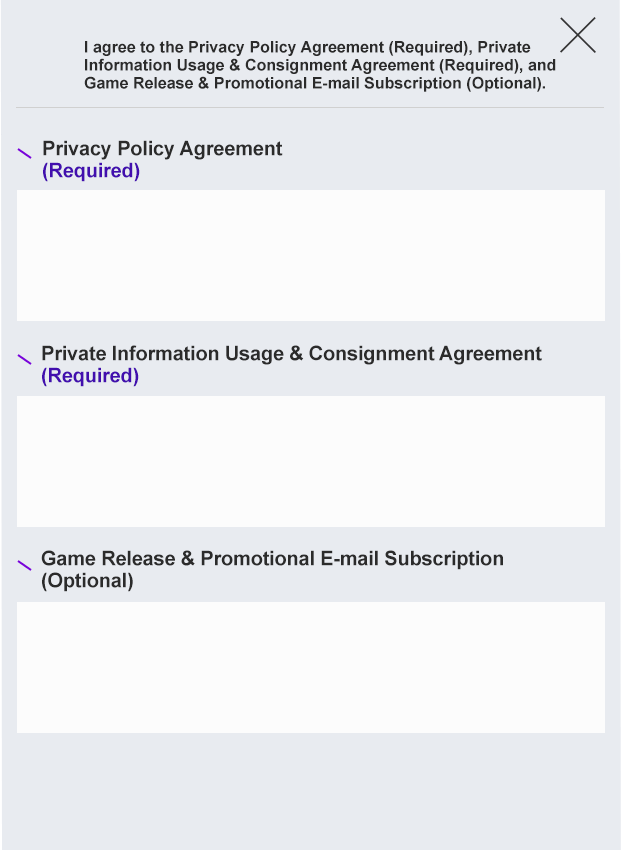 I agree to the Privacy Policy Agreement (Required), Private
Information Usage & Consignment Agreement (Required), and
Game Release & Promotional E-mail Subscription (Optional).
Privacy Policy Agreement
(Required)
Private Information Usage & Consignment Agreement
(Required)
Game Release & Promotional E-mail Subscription
(Optional)